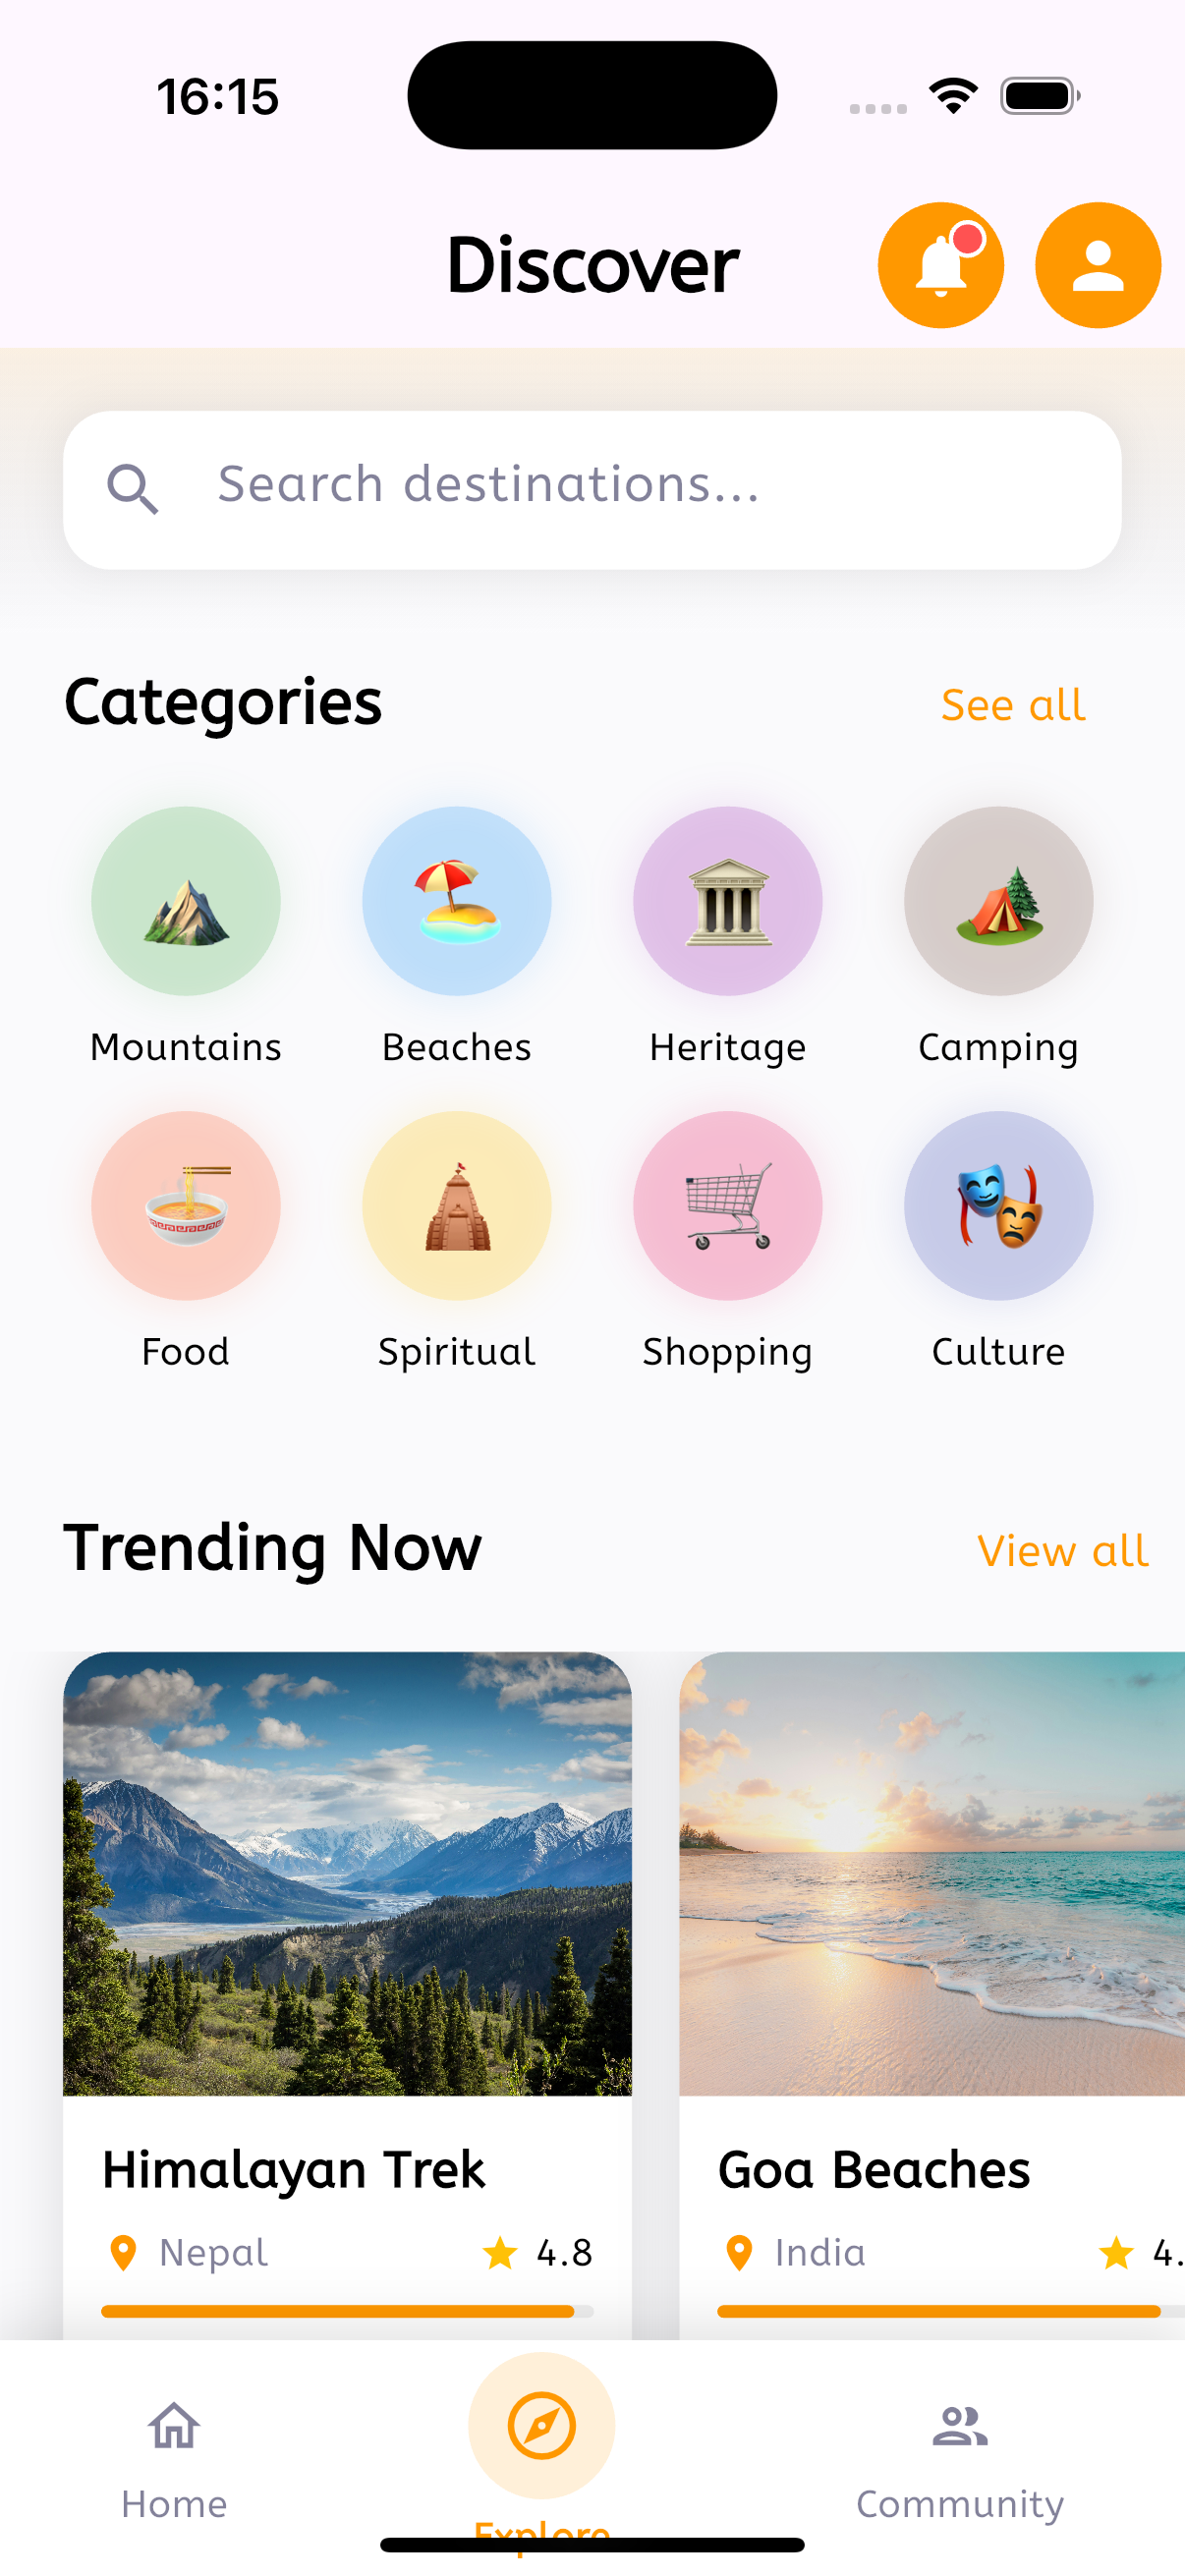 16:15
Discover
Search destinations...
Categories See all
Mountains Beaches Heritage Camping
Food Spiritual Shopping Culture
Trending Now View all
Himalayan Trek Goa Beaches
Nepal 4.8 India 4.
Home Explore Community